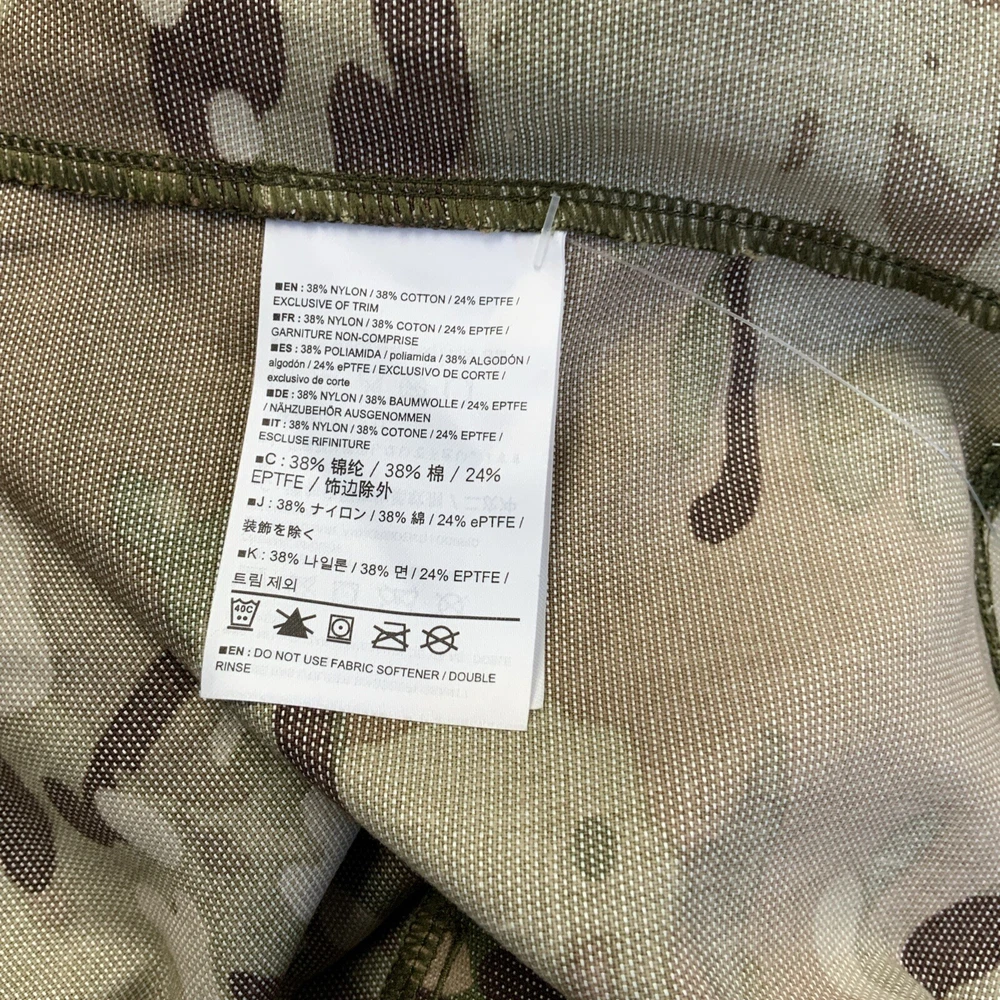 ■EN : 38% NYLON / 38% COTTON / 24% EPTFE /
EXCLUSIVE OF TRIM
■FR : 38% NYLON / 38% COTON / 24% EPTFE /
GARNITURE NON-COMPRISE
■ES : 38% POLIAMIDA / poliamida / 38% ALGODÓN /
algodón / 24% ePTFE / EXCLUSIVO DE CORTE /
exclusivo de corte
■DE : 38% NYLON / 38% BAUMWOLLE / 24% EPTFE
/ NÄHZUBEHÖR AUSGENOMMEN
■IT : 38% NYLON / 38% COTONE / 24% EPTFE /
ESCLUSE RIFINITURE
■C : 38% 锦纶 / 38% 棉 / 24%
EPTFE / 饰边除外
■J : 38% ナイロン / 38% 綿 / 24% ePTFE /
装飾を除く
■K : 38% 나일론 / 38% 면 / 24% EPTFE /
트림 제외
40C
■EN : DO NOT USE FABRIC SOFTENER / DOUBLE
RINSE